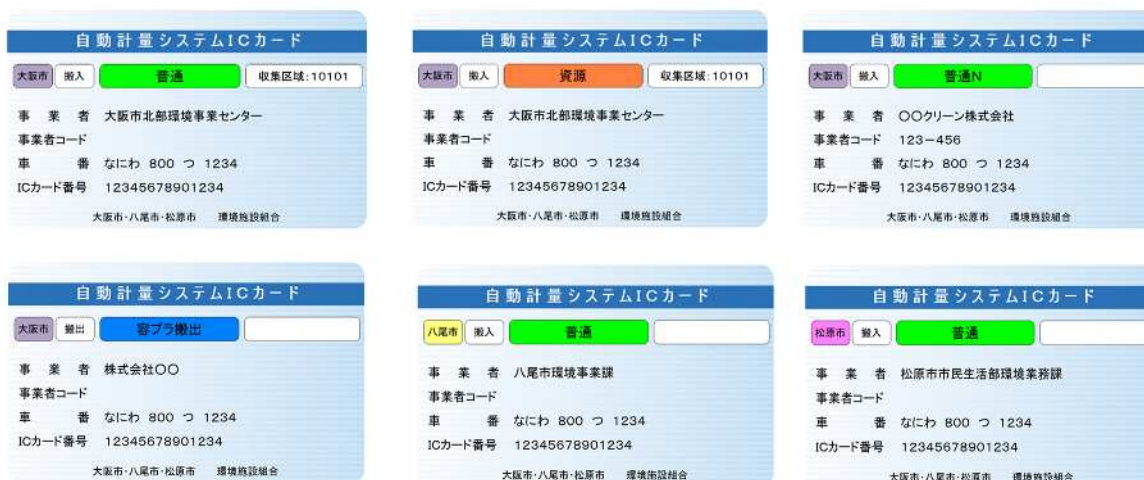 自動計量システムICカード
大阪市 搬入 普通 収集区域:10101
事業者 大阪市北部環境事業センター
事業者コード
車番 なにわ 800 つ 1234
ICカード番号 12345678901234
大阪市・八尾市・松原市 環境施設組合
自動計量システムICカード
大阪市 搬入 資源 収集区域:10101
事業者 大阪市北部環境事業センター
事業者コード
車番 なにわ 800 つ 1234
ICカード番号 12345678901234
大阪市・八尾市・松原市 環境施設組合
自動計量システムICカード
大阪市 搬入 普通N
事業者 〇〇クリーン株式会社
事業者コード 123-456
車番 なにわ 800 つ 1234
ICカード番号 12345678901234
大阪市・八尾市・松原市 環境施設組合
自動計量システムICカード
大阪市 搬出 容プラ搬出
事業者 株式会社〇〇
事業者コード
車番 なにわ 800 つ 1234
ICカード番号 12345678901234
大阪市・八尾市・松原市 環境施設組合
自動計量システムICカード
八尾市 搬入 普通
事業者 八尾市環境事業課
事業者コード
車番 なにわ 800 つ 1234
ICカード番号 12345678901234
大阪市・八尾市・松原市 環境施設組合
自動計量システムICカード
松原市 搬入 普通
事業者 松原市市民生活部環境業務課
事業者コード
車番 なにわ 800 つ 1234
ICカード番号 12345678901234
大阪市・八尾市・松原市 環境施設組合